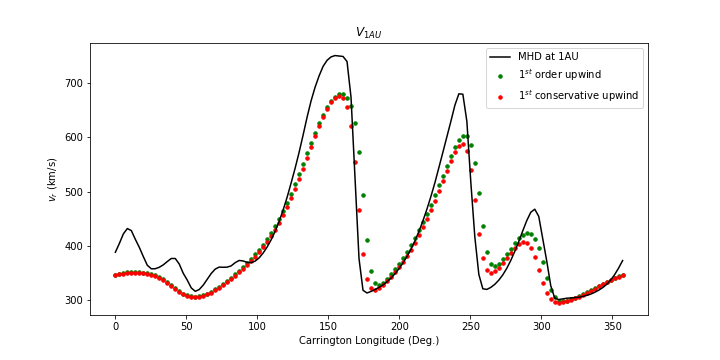 V1AU
MHD at 1AU
1st order upwind
1st conservative upwind
700
600
500
400
300
vr (km/s)
0 50 100 150 200 250 300 350
Carrington Longitude (Deg.)